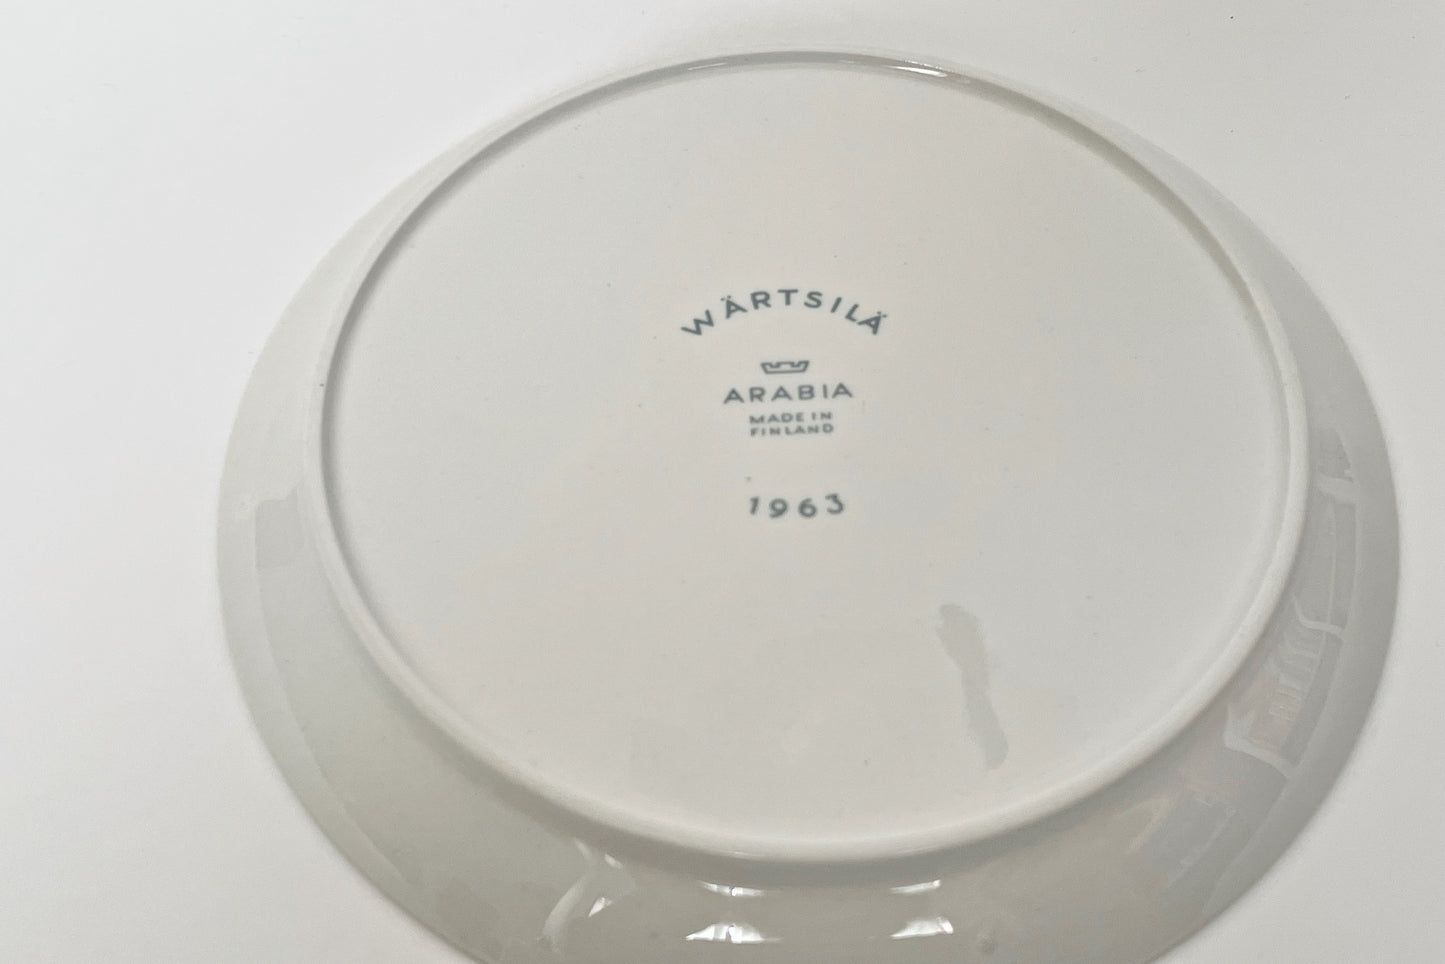 WÄRTSILÄ
ARABIA
MADE IN
FINLAND
1963